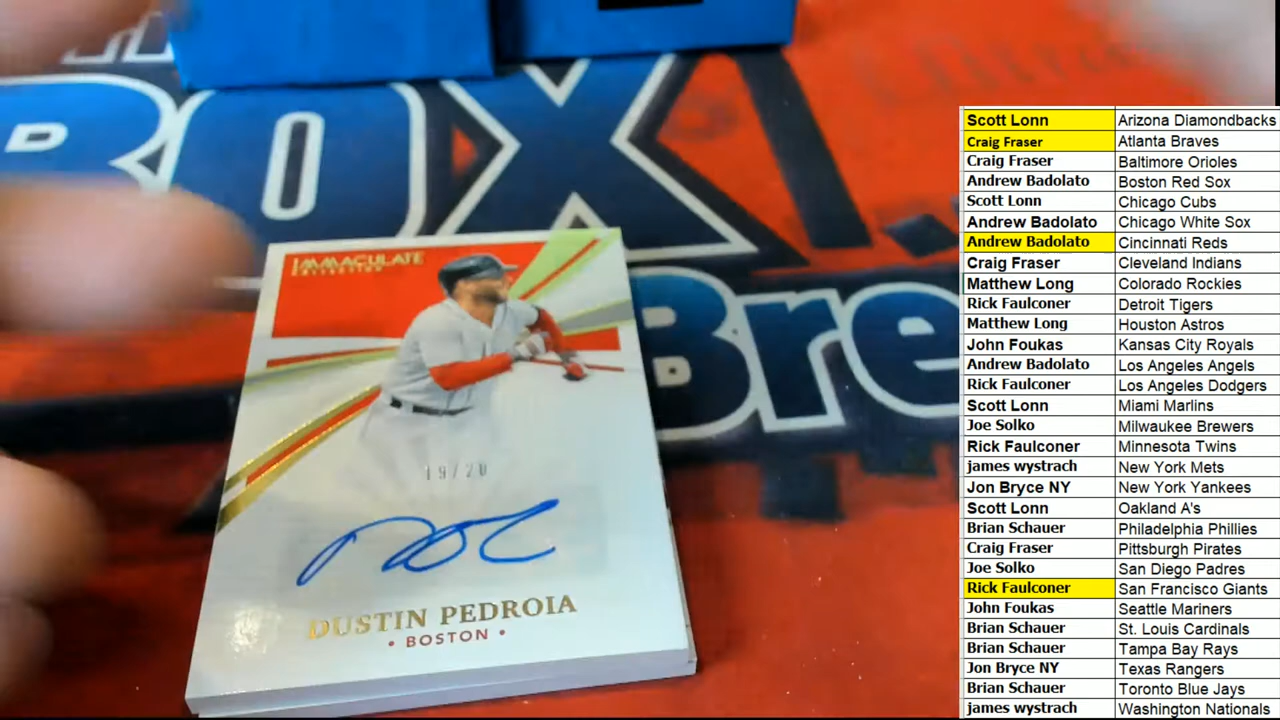 BOX!
Bre
IMMACULATE
COLLECTION
19/20
DUSTIN PEDROIA
• BOSTON •
Scott Lonn Arizona Diamondbacks
Craig Fraser Atlanta Braves
Craig Fraser Baltimore Orioles
Andrew Badolato Boston Red Sox
Scott Lonn Chicago Cubs
Andrew Badolato Chicago White Sox
Andrew Badolato Cincinnati Reds
Craig Fraser Cleveland Indians
Matthew Long Colorado Rockies
Rick Faulconer Detroit Tigers
Matthew Long Houston Astros
John Foukas Kansas City Royals
Andrew Badolato Los Angeles Angels
Rick Faulconer Los Angeles Dodgers
Scott Lonn Miami Marlins
Joe Solko Milwaukee Brewers
Rick Faulconer Minnesota Twins
james wystrach New York Mets
Jon Bryce NY New York Yankees
Scott Lonn Oakland A's
Brian Schauer Philadelphia Phillies
Craig Fraser Pittsburgh Pirates
Joe Solko San Diego Padres
Rick Faulconer San Francisco Giants
John Foukas Seattle Mariners
Brian Schauer St. Louis Cardinals
Brian Schauer Tampa Bay Rays
Jon Bryce NY Texas Rangers
Brian Schauer Toronto Blue Jays
james wystrach Washington Nationals